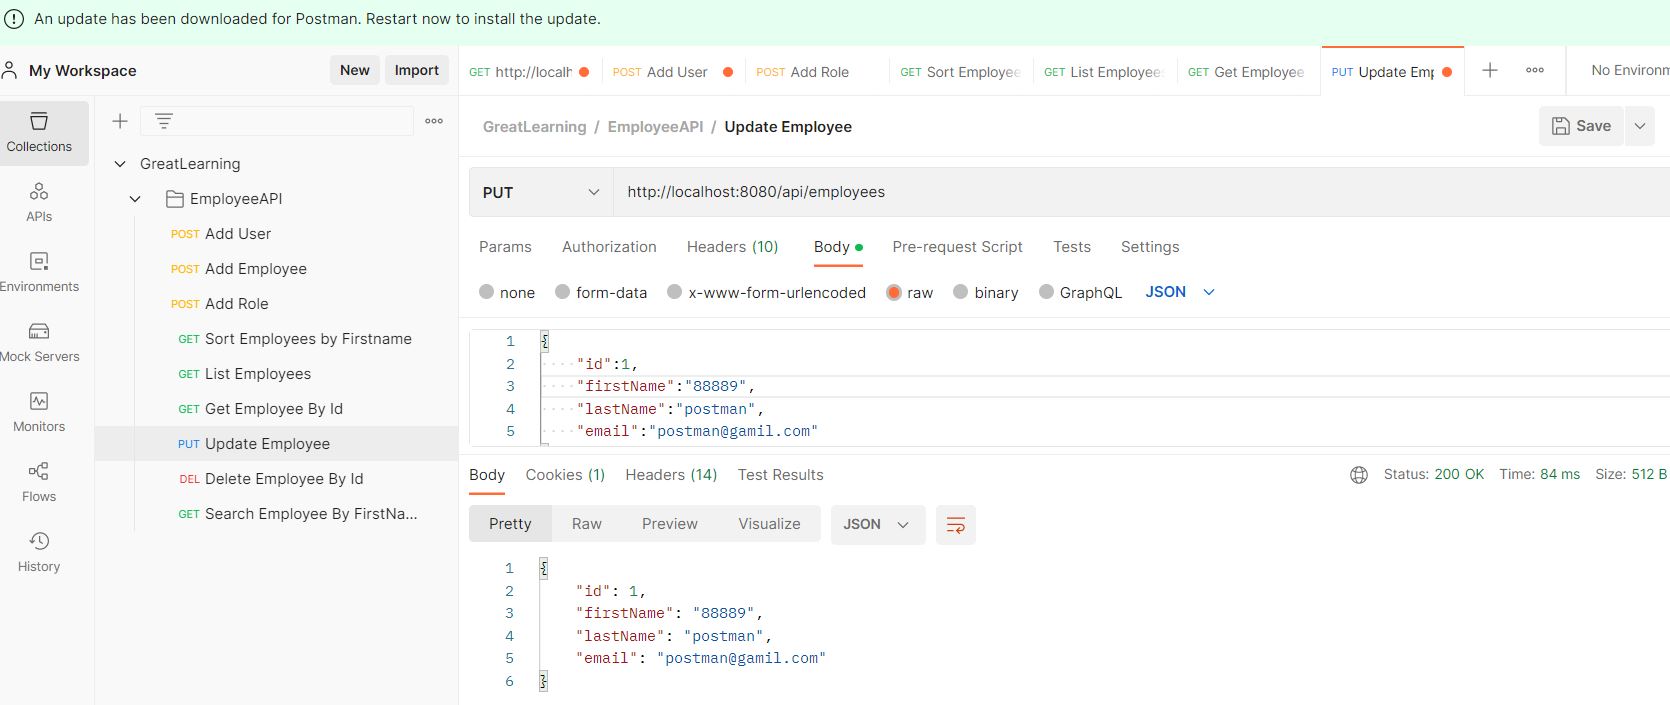 An update has been downloaded for Postman. Restart now to install the update.
My Workspace New Import
GET http://localh POST Add User POST Add Role GET Sort Employee GET List Employees GET Get Employee PUT Update Emp ooo No Environm
Collections
APIs
Environments
Mock Servers
Monitors
Flows
History
GreatLearning
EmployeeAPI
POST Add User
POST Add Employee
POST Add Role
GET Sort Employees by Firstname
GET List Employees
GET Get Employee By Id
PUT Update Employee
DEL Delete Employee By Id
GET Search Employee By FirstNa...
GreatLearning / EmployeeAPI / Update Employee Save
PUT http://localhost:8080/api/employees
Params Authorization Headers (10) Body Pre-request Script Tests Settings
none form-data x-www-form-urlencoded raw binary GraphQL JSON
1 {
2 "id":1,
3 "firstName":"88889",
4 "lastName":"postman",
5 "email":"postman@gamil.com"
Body Cookies (1) Headers (14) Test Results Status: 200 OK Time: 84 ms Size: 512 B
Pretty Raw Preview Visualize JSON
1 {
2 "id": 1,
3 "firstName": "88889",
4 "lastName": "postman",
5 "email": "postman@gamil.com"
6 }